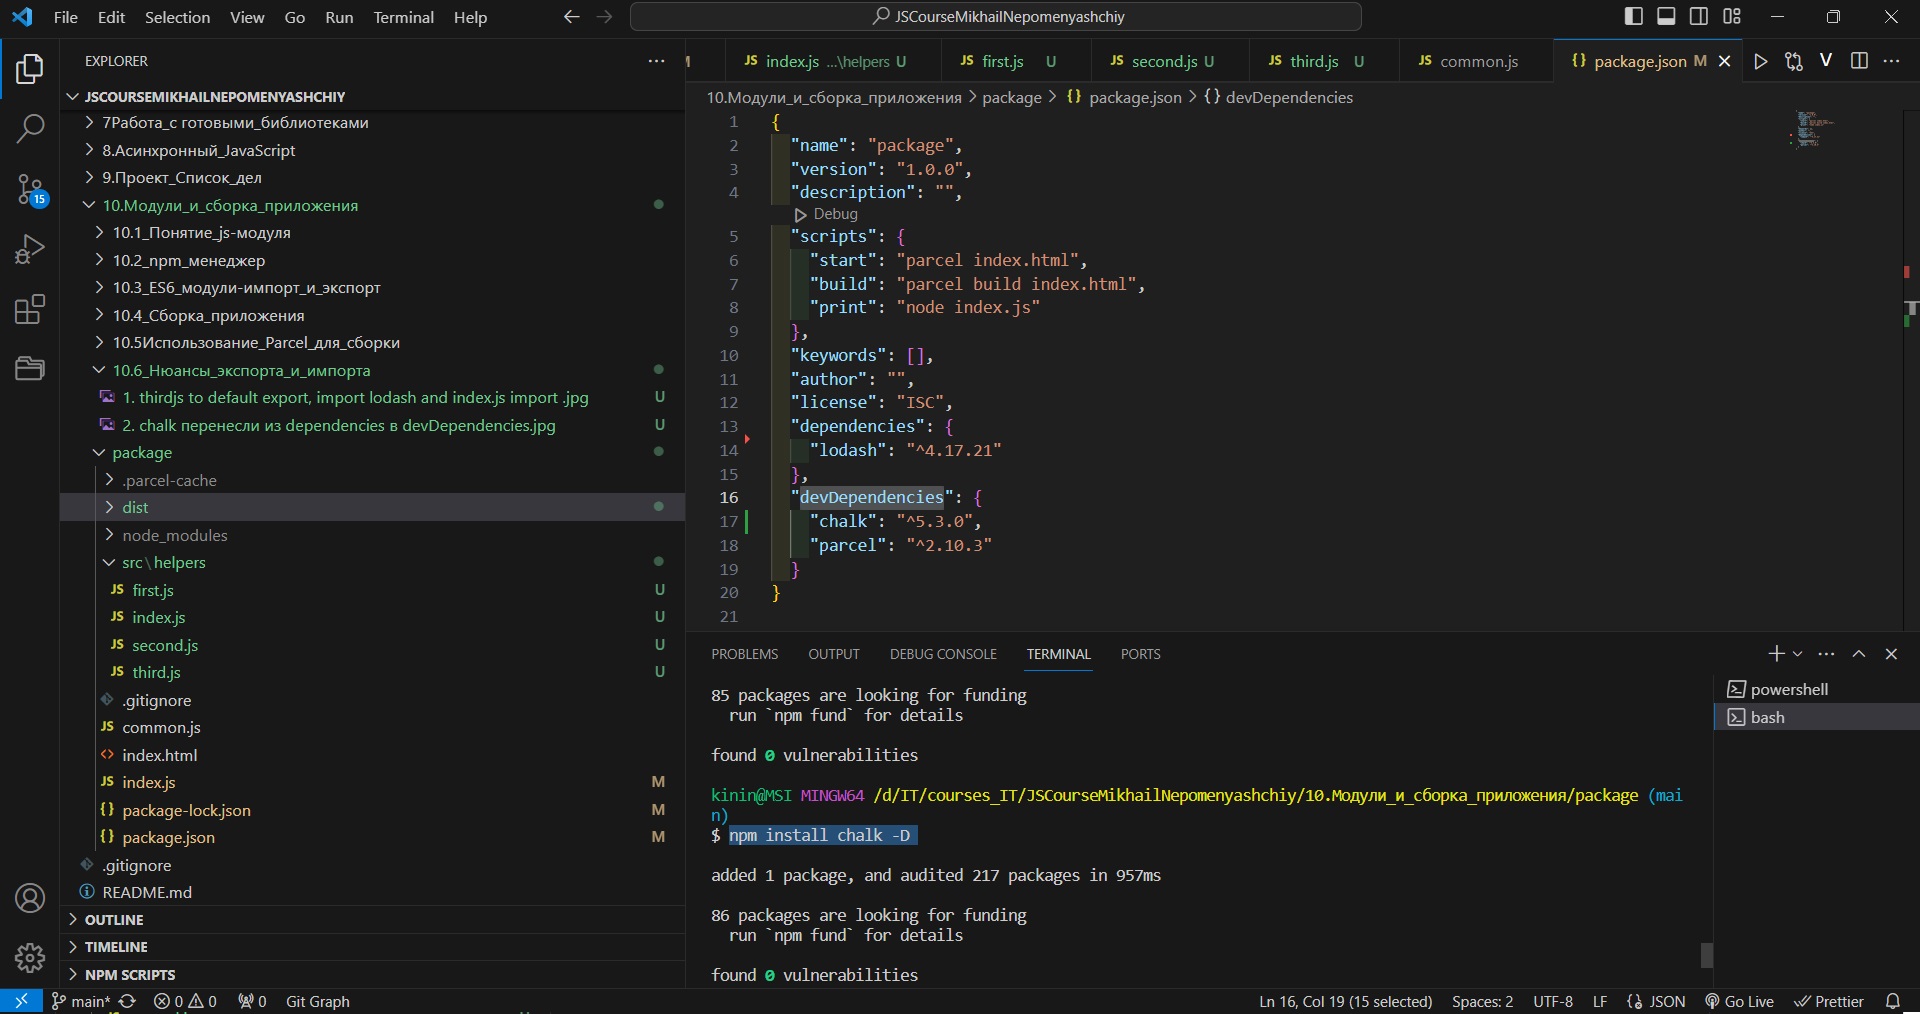 File Edit Selection View Go Run Terminal Help
JSCourseMikhailNepomenyashchiy
EXPLORER
JSCOURSEMIKHAILNEPOMENYASHCHIY
7Работа_с готовыми_библиотеками
8.Асинхронный_JavaScript
9.Проект_Список_дел
10.Модули_и_сборка_приложения
10.1_Понятие_js-модуля
10.2_npm_менеджер
10.3_ES6_модули-импорт_и_экспорт
10.4_Сборка_приложения
10.5Использование_Parcel_для_сборки
10.6_Нюансы_экспорта_и_импорта
1. thirdjs to default export, import lodash and index.js import .jpg U
2. chalk перенесли из dependencies в devDependencies.jpg U
package
.parcel-cache
dist
node_modules
src\helpers
JS first.js U
JS index.js U
JS second.js U
JS third.js U
.gitignore
JS common.js
<> index.html
JS index.js M
{} package-lock.json M
{} package.json M
.gitignore
README.md
OUTLINE
TIMELINE
NPM SCRIPTS
15
M JS index.js ...\helpers U JS first.js U JS second.js U JS third.js U JS common.js {} package.json M
10.Модули_и_сборка_приложения > package > {} package.json > {} devDependencies
1 {
2 "name": "package",
3 "version": "1.0.0",
4 "description": "",
Debug
5 "scripts": {
6 "start": "parcel index.html",
7 "build": "parcel build index.html",
8 "print": "node index.js"
9 },
10 "keywords": [],
11 "author": "",
12 "license": "ISC",
13 "dependencies": {
14 "lodash": "^4.17.21"
15 },
16 "devDependencies": {
17 "chalk": "^5.3.0",
18 "parcel": "^2.10.3"
19 }
20 }
21
PROBLEMS OUTPUT DEBUG CONSOLE TERMINAL PORTS
85 packages are looking for funding
run `npm fund` for details
found 0 vulnerabilities
kinin@MSI MINGW64 /d/IT/courses_IT/JSCourseMikhailNepomenyashchiy/10.Модули_и_сборка_приложения/package (mai
n)
$ npm install chalk -D
added 1 package, and audited 217 packages in 957ms
86 packages are looking for funding
run `npm fund` for details
found 0 vulnerabilities
powershell
bash
main* 0 0 0 Git Graph Ln 16, Col 19 (15 selected) Spaces: 2 UTF-8 LF {} JSON Go Live Prettier